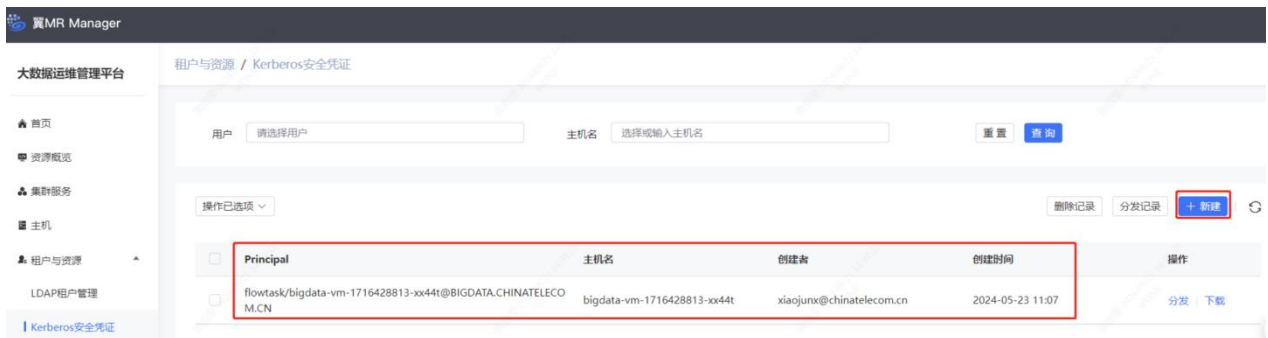 翼MR Manager
大数据运维管理平台
租户与资源 / Kerberos安全凭证
首页
资源概览
集群服务
主机
租户与资源
LDAP租户管理
Kerberos安全凭证
用户 请选择用户 主机名 选择或输入主机名 重置 查询
操作已选项 删除记录 分发记录 + 新建
Principal 主机名 创建者 创建时间 操作
flowtask/bigdata-vm-1716428813-xx44t@BIGDATA.CHINATELECO
M.CN
bigdata-vm-1716428813-xx44t xiaojunx@chinatelecom.cn 2024-05-23 11:07 分发 下载